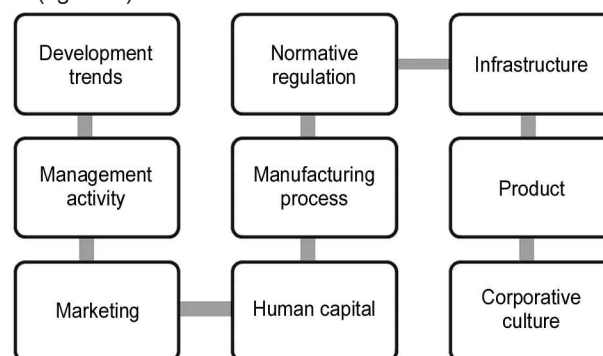 Development
trends
Normative
regulation
Infrastructure
Management
activity
Manufacturing
process
Product
Marketing
Human capital
Corporative
culture